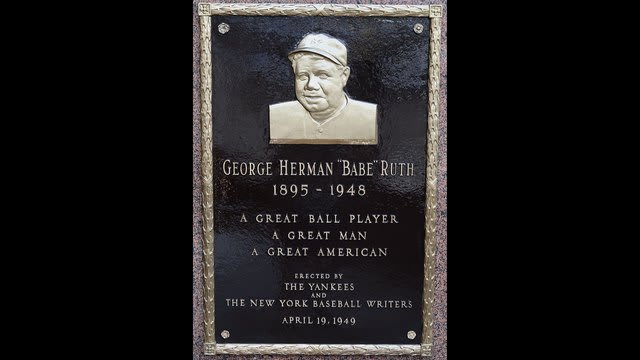 GEORGE HERMAN "BABE" RUTH
1895 - 1948
A GREAT BALL PLAYER
A GREAT MAN
A GREAT AMERICAN
ERECTED BY
THE YANKEES
AND
THE NEW YORK BASEBALL WRITERS
APRIL 19, 1949